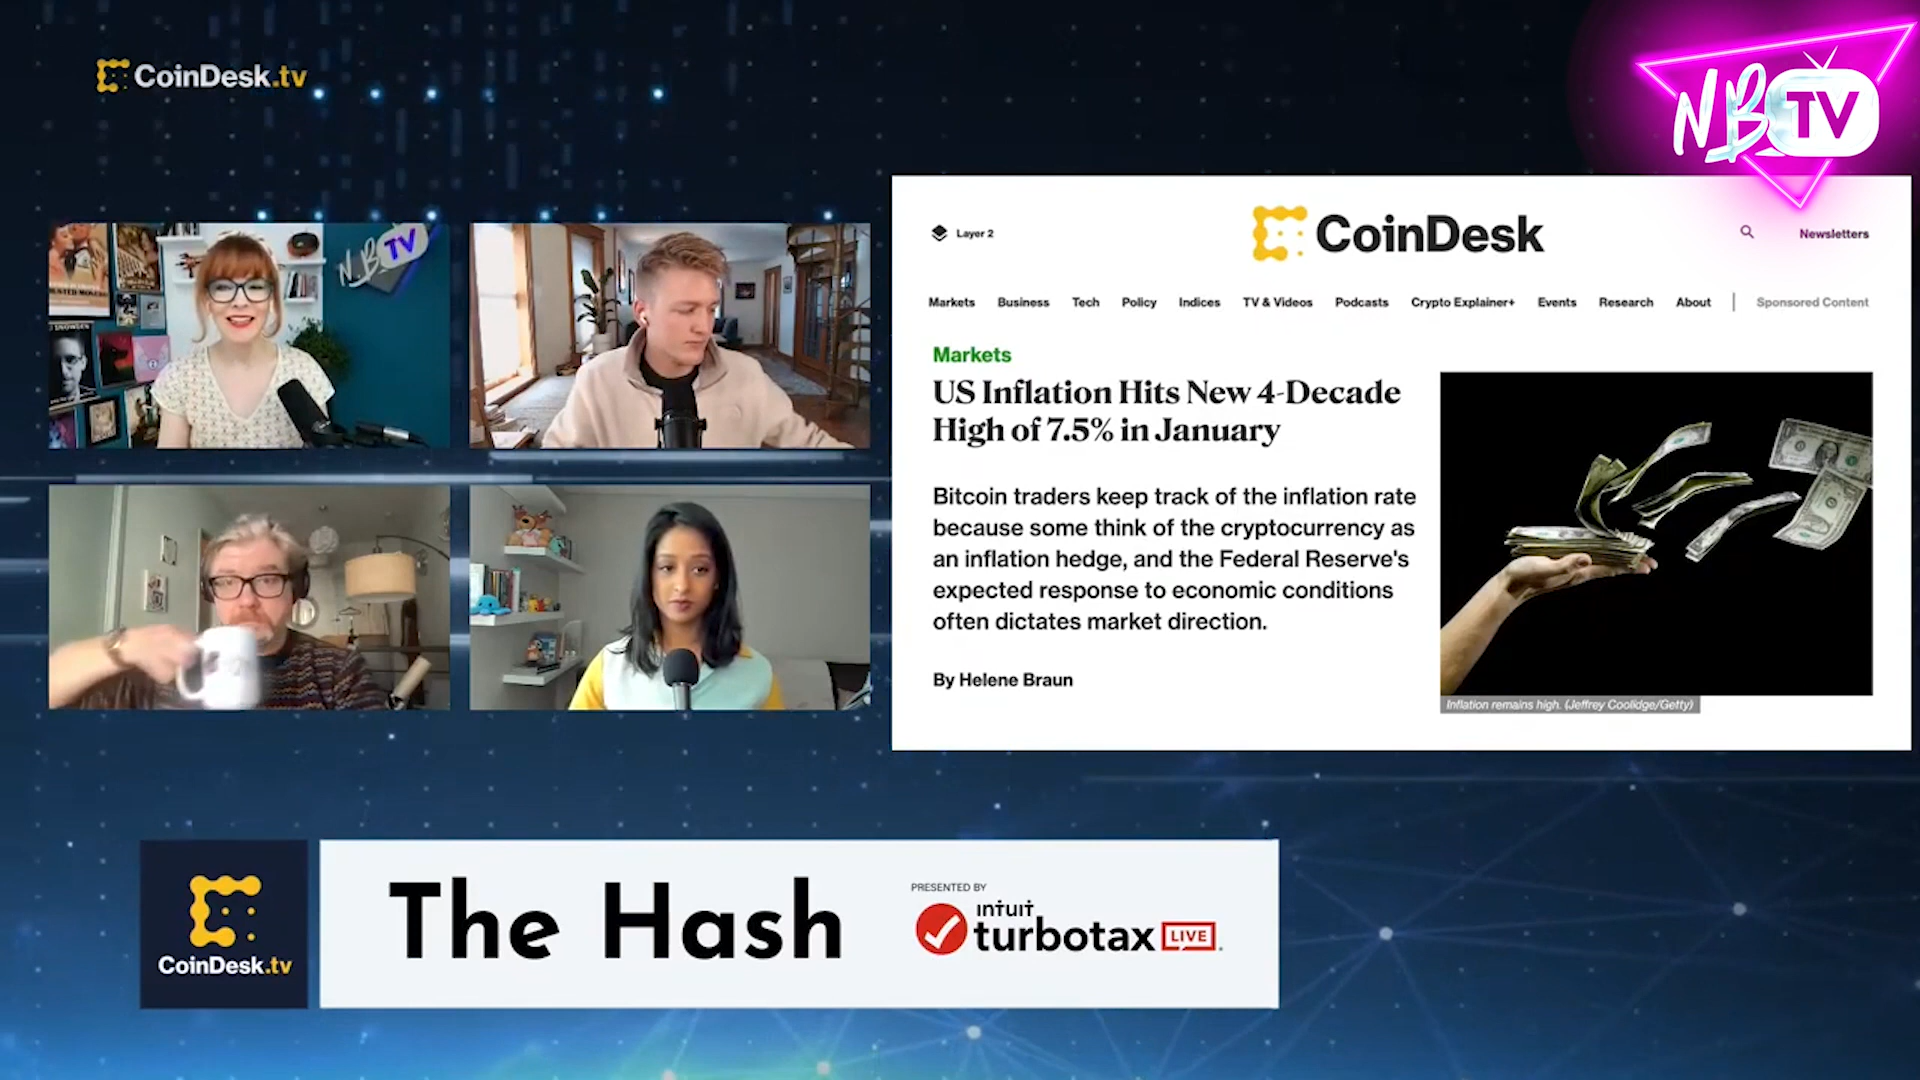 CoinDesk.tv
NB TV
N.B TV
Layer 2
CoinDesk
Newsletters
Markets Business Tech Policy Indices TV & Videos Podcasts Crypto Explainer+ Events Research About | Sponsored Content
Markets
US Inflation Hits New 4-Decade
High of 7.5% in January
Bitcoin traders keep track of the inflation rate
because some think of the cryptocurrency as
an inflation hedge, and the Federal Reserve's
expected response to economic conditions
often dictates market direction.
By Helene Braun
Inflation remains high. (Jeffrey Coolidge/Getty)
CoinDesk.tv
The Hash
PRESENTED BY
intuit
turbotax LIVE